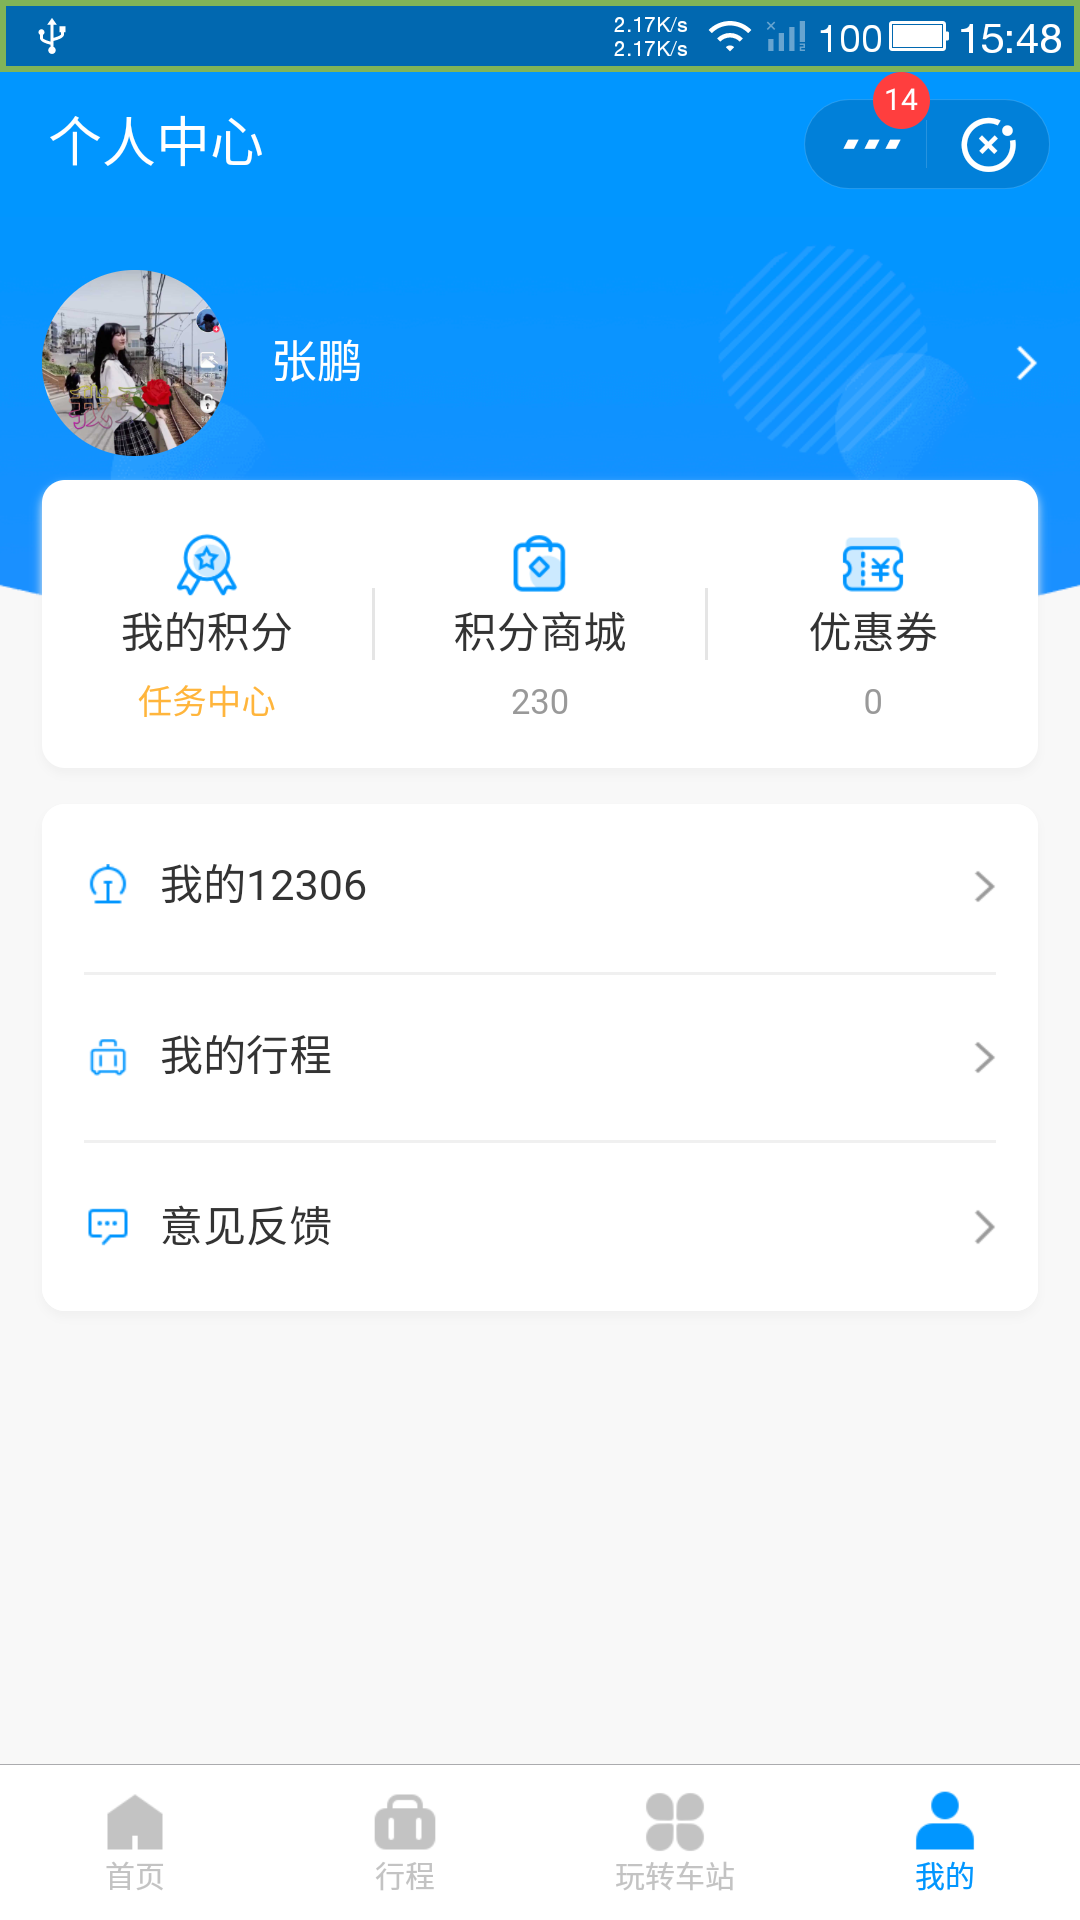 2.17K/s
2.17K/s
100
15:48
个人中心
14
张鹏
我的积分
积分商城
优惠券
任务中心
230
0
我的12306
我的行程
意见反馈
首页
行程
玩转车站
我的